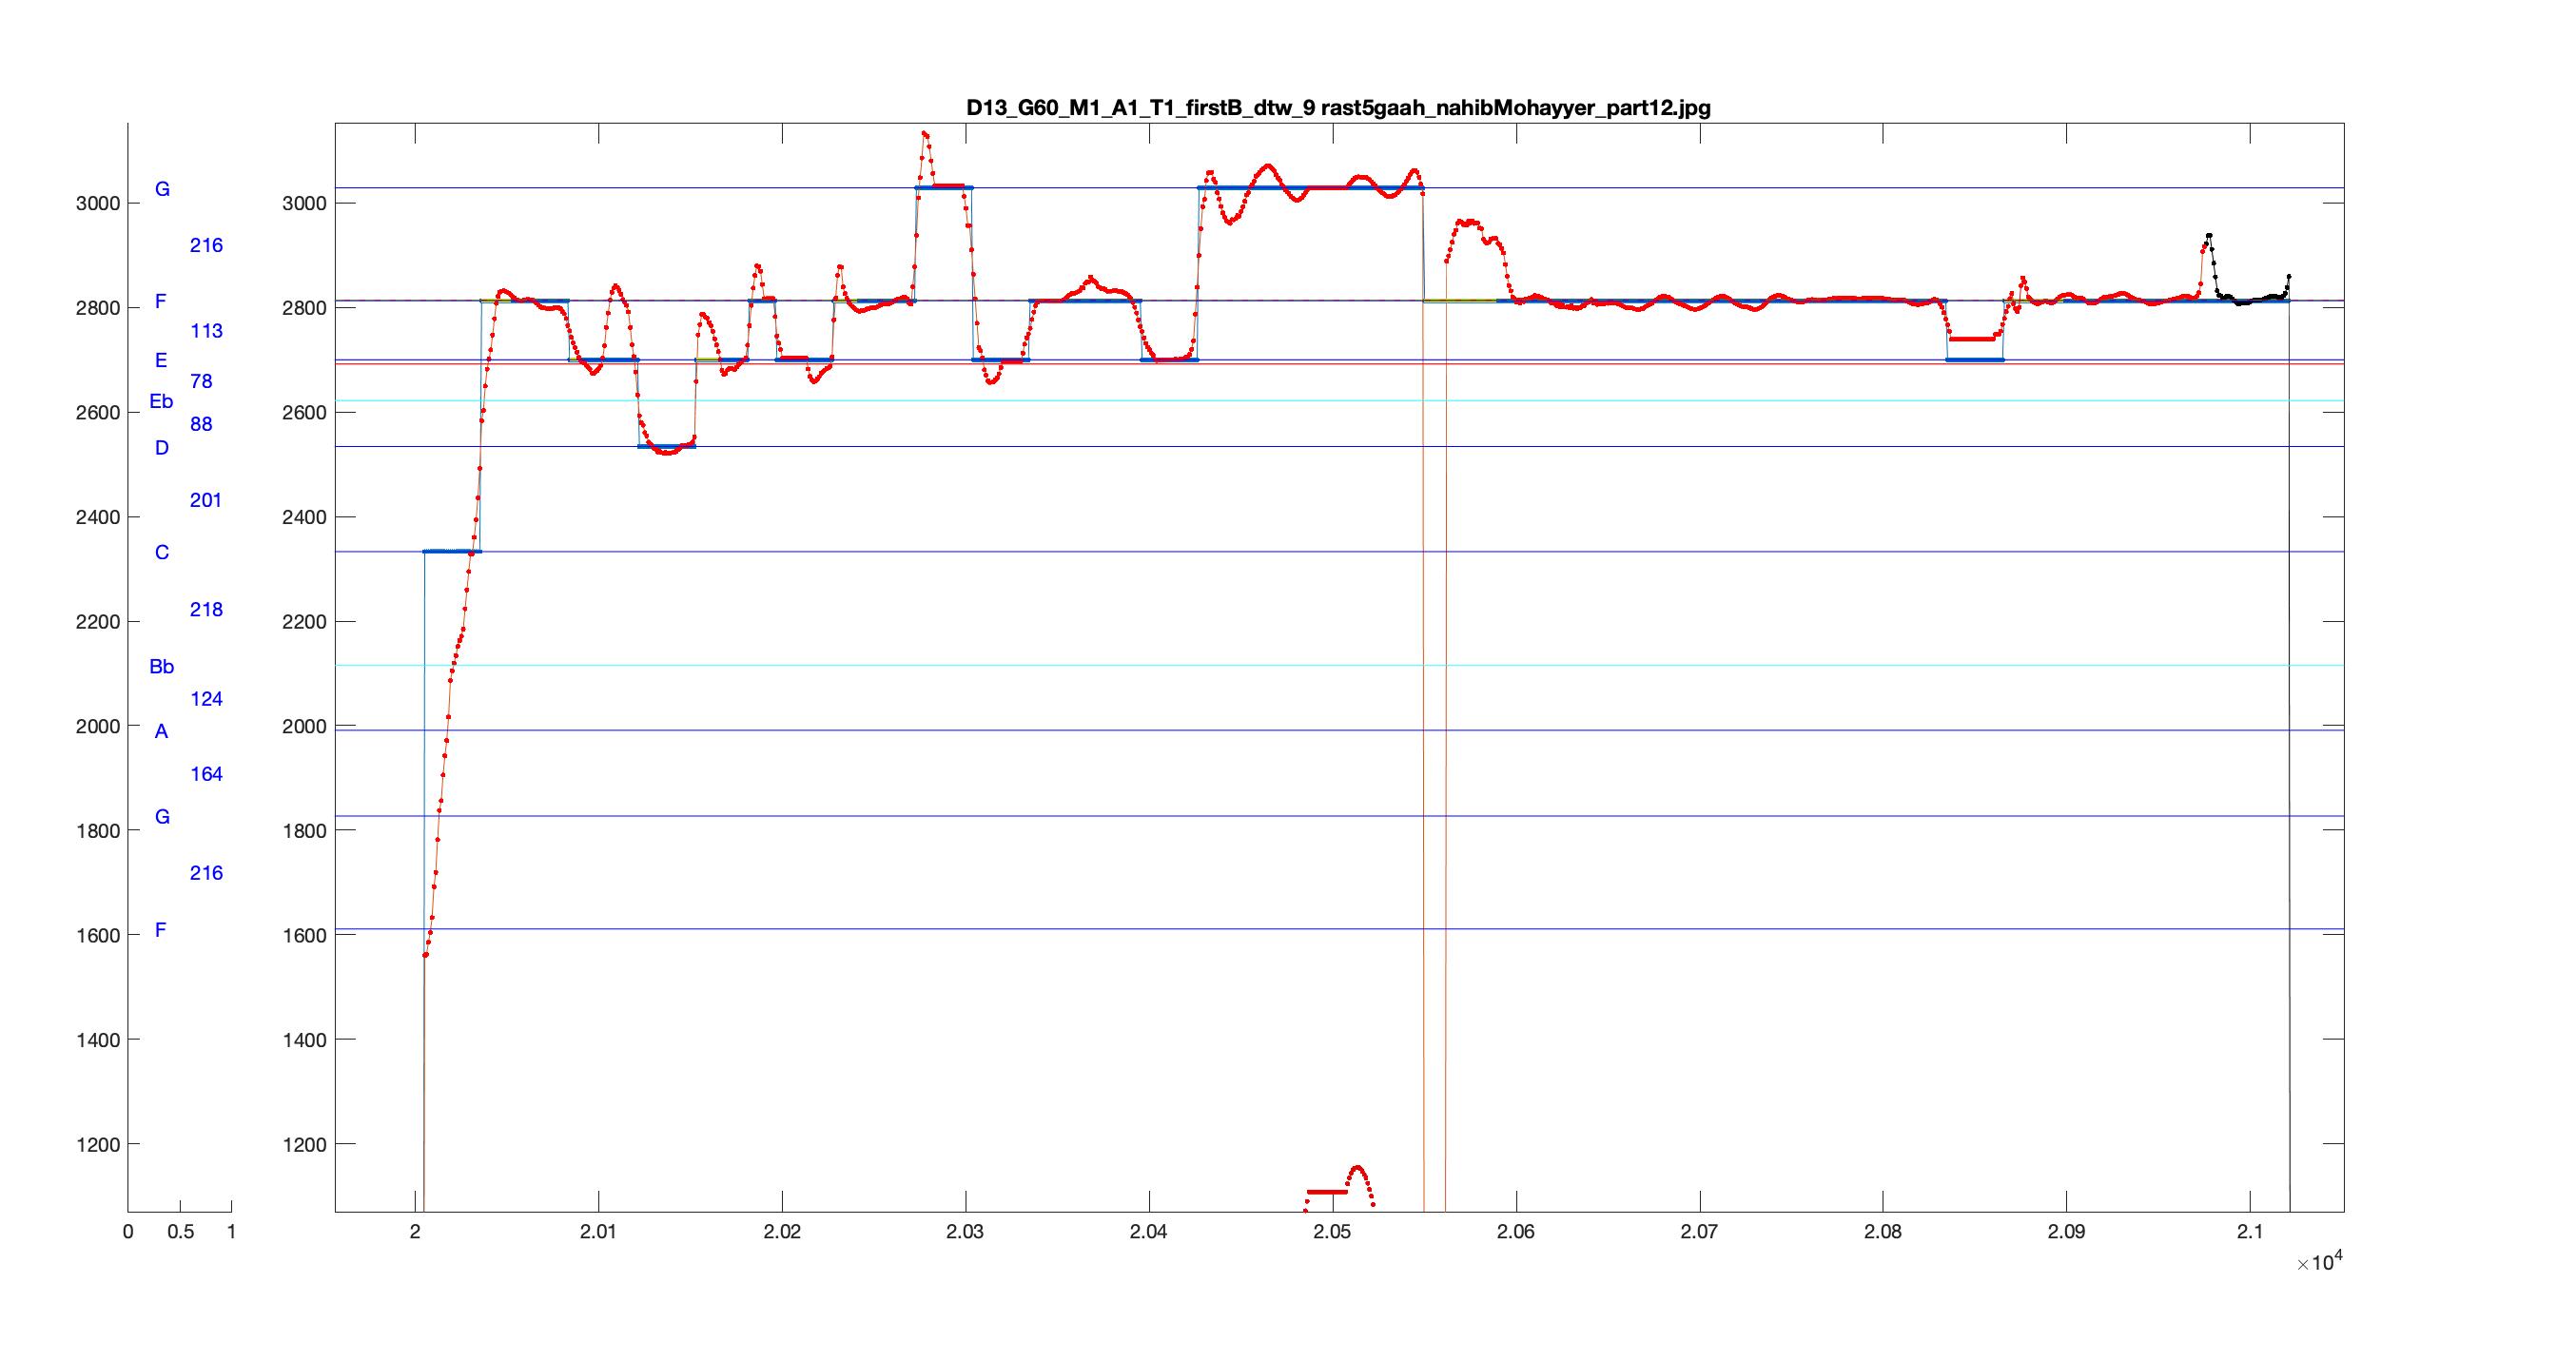 D13_G60_M1_A1_T1_firstB_dtw_9 rast5gaah_nahibMohayyer_part12.jpg
3000
2800
2600
2400
2200
2000
1800
1600
1400
1200
0 0.5 1
G
216
F
113
E
78
Eb
88
D
201
C
218
Bb
124
A
164
G
216
F
3000
2800
2600
2400
2200
2000
1800
1600
1400
1200
2 2.01 2.02 2.03 2.04 2.05 2.06 2.07 2.08 2.09 2.1
×10⁴